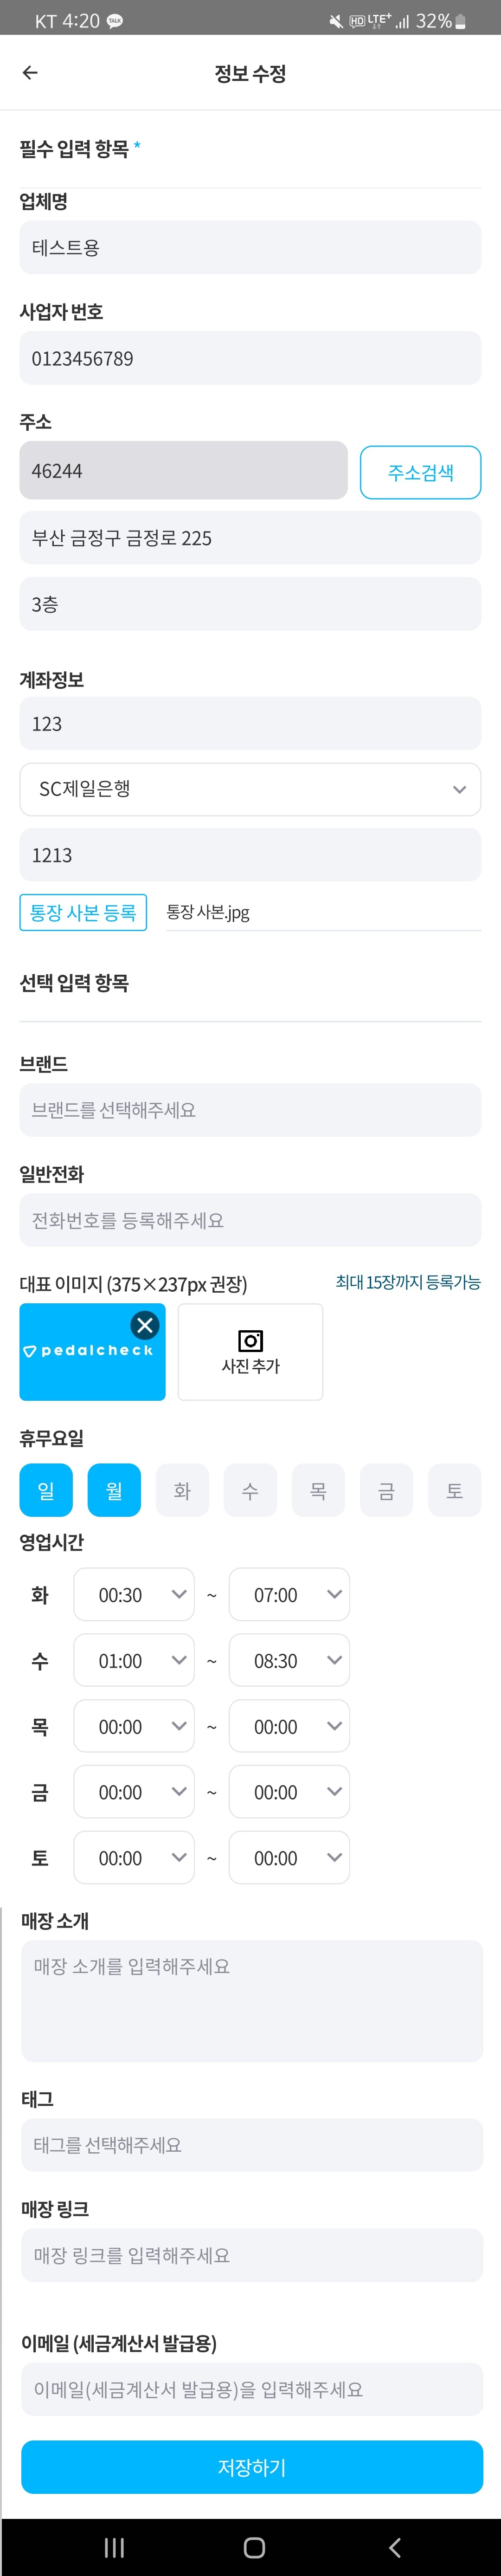 KT 4:20 TALK HD LTE+ 32%
정보 수정
필수 입력 항목 *
업체명
테스트용
사업자 번호
0123456789
주소
46244 주소검색
부산 금정구 금정로 225
3층
계좌정보
123
SC제일은행
1213
통장 사본 등록 통장 사본.jpg
선택 입력 항목
브랜드
브랜드를 선택해주세요
일반전화
전화번호를 등록해주세요
대표 이미지 (375×237px 권장) 최대 15장까지 등록가능
pedalcheck
사진 추가
휴무요일
일 월 화 수 목 금 토
영업시간
화 00:30 ~ 07:00
수 01:00 ~ 08:30
목 00:00 ~ 00:00
금 00:00 ~ 00:00
토 00:00 ~ 00:00
매장 소개
매장 소개를 입력해주세요
태그
태그를 선택해주세요
매장 링크
매장 링크를 입력해주세요
이메일 (세금계산서 발급용)
이메일(세금계산서 발급용)을 입력해주세요
저장하기